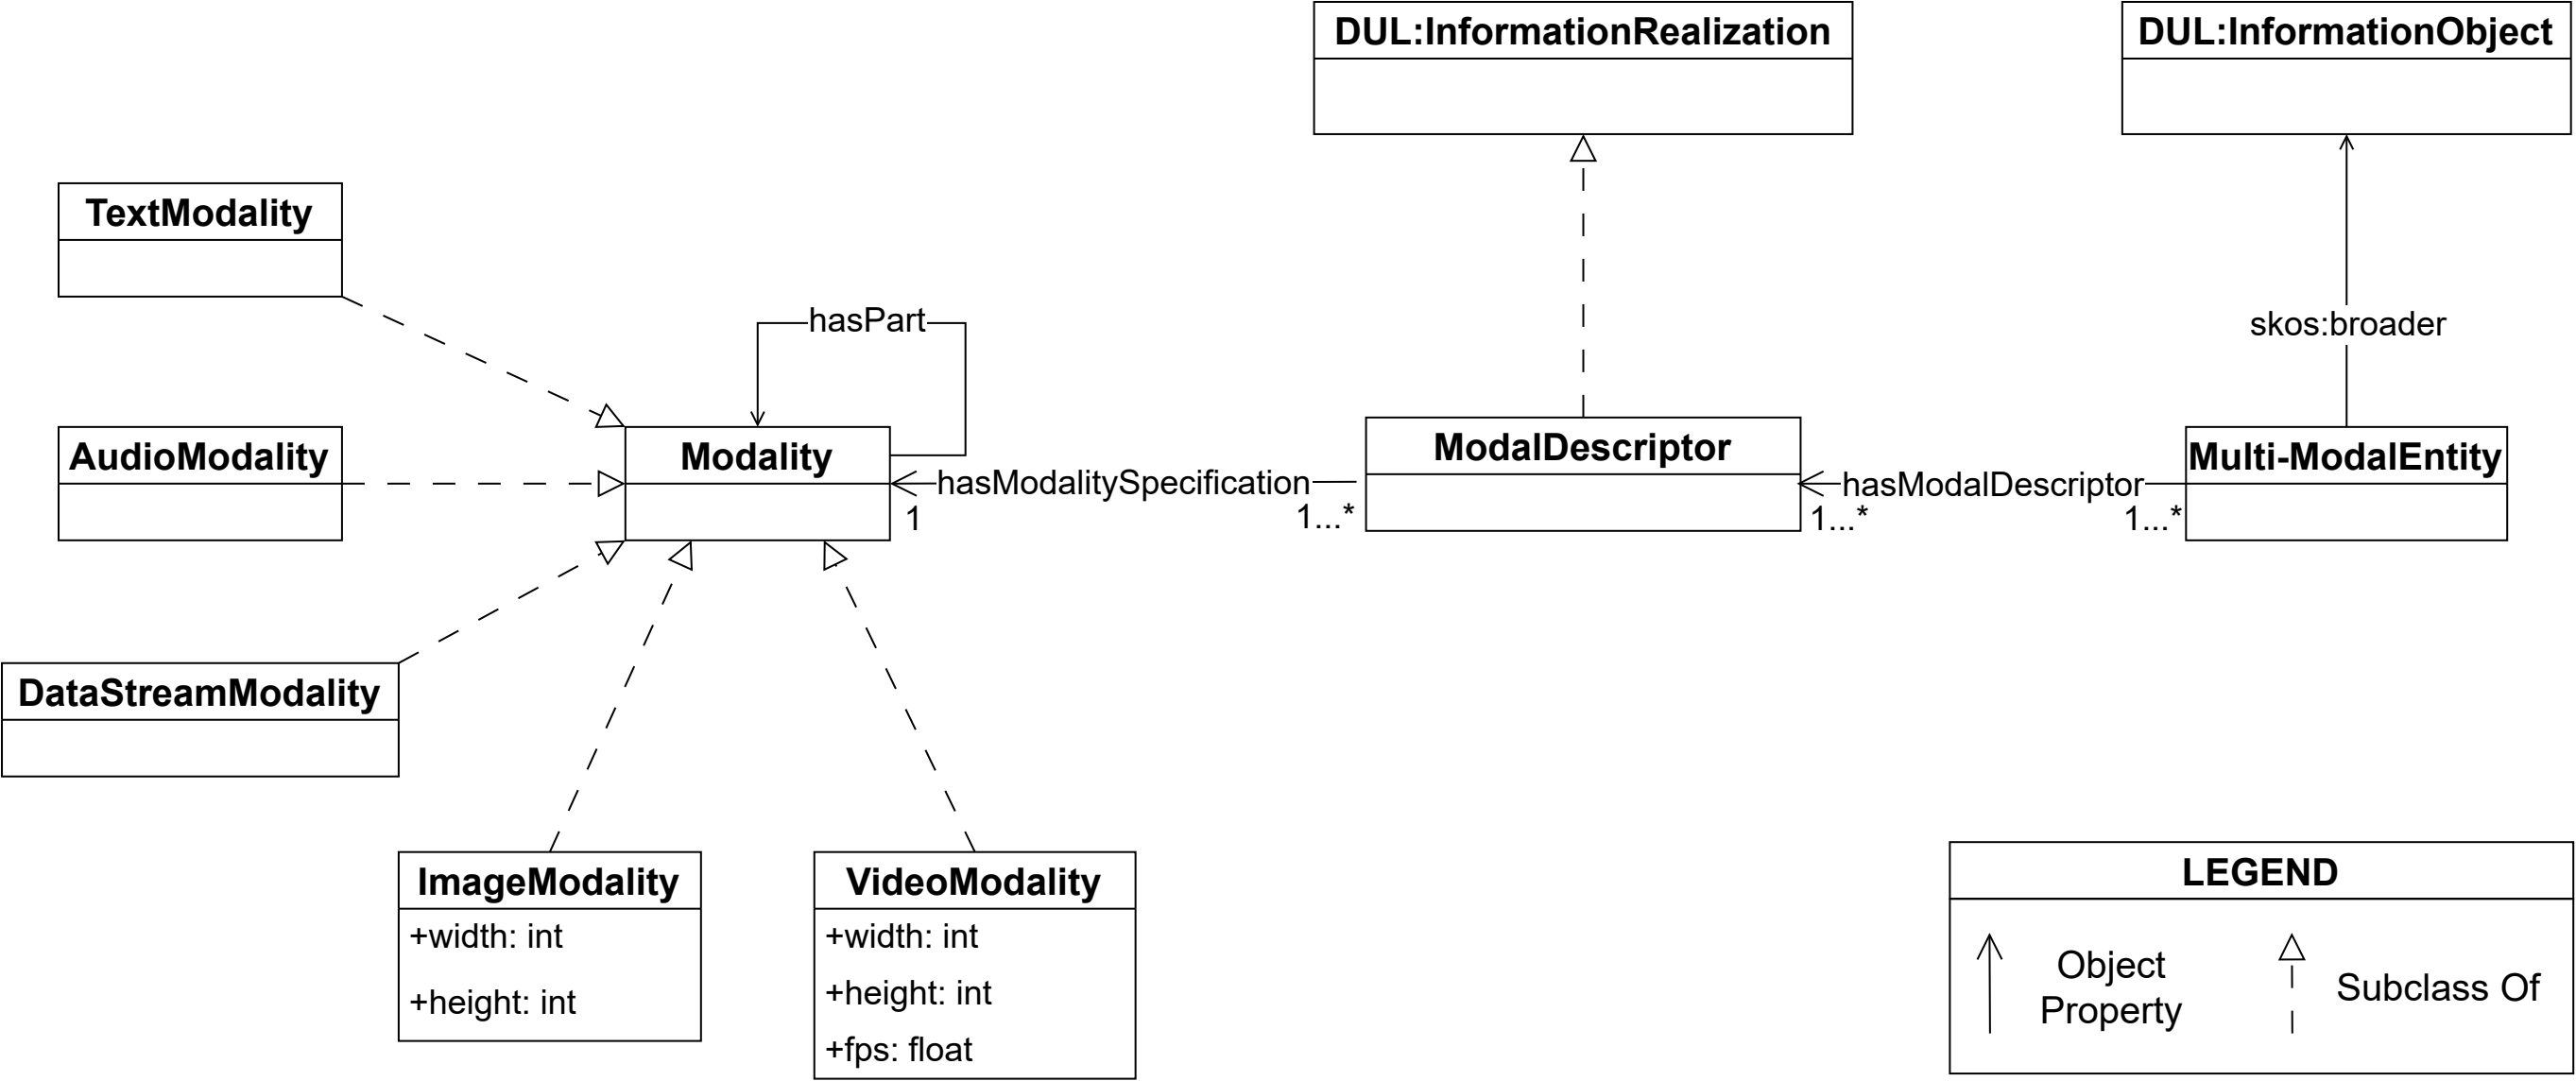 DUL:InformationRealization
DUL:InformationObject
TextModality
hasPart
skos:broader
AudioModality
Modality
ModalDescriptor
Multi-ModalEntity
hasModalitySpecification
hasModalDescriptor
1
1...*
1...*
1...*
DataStreamModality
ImageModality
+width: int
+height: int
VideoModality
+width: int
+height: int
+fps: float
LEGEND
Object
Property
Subclass Of